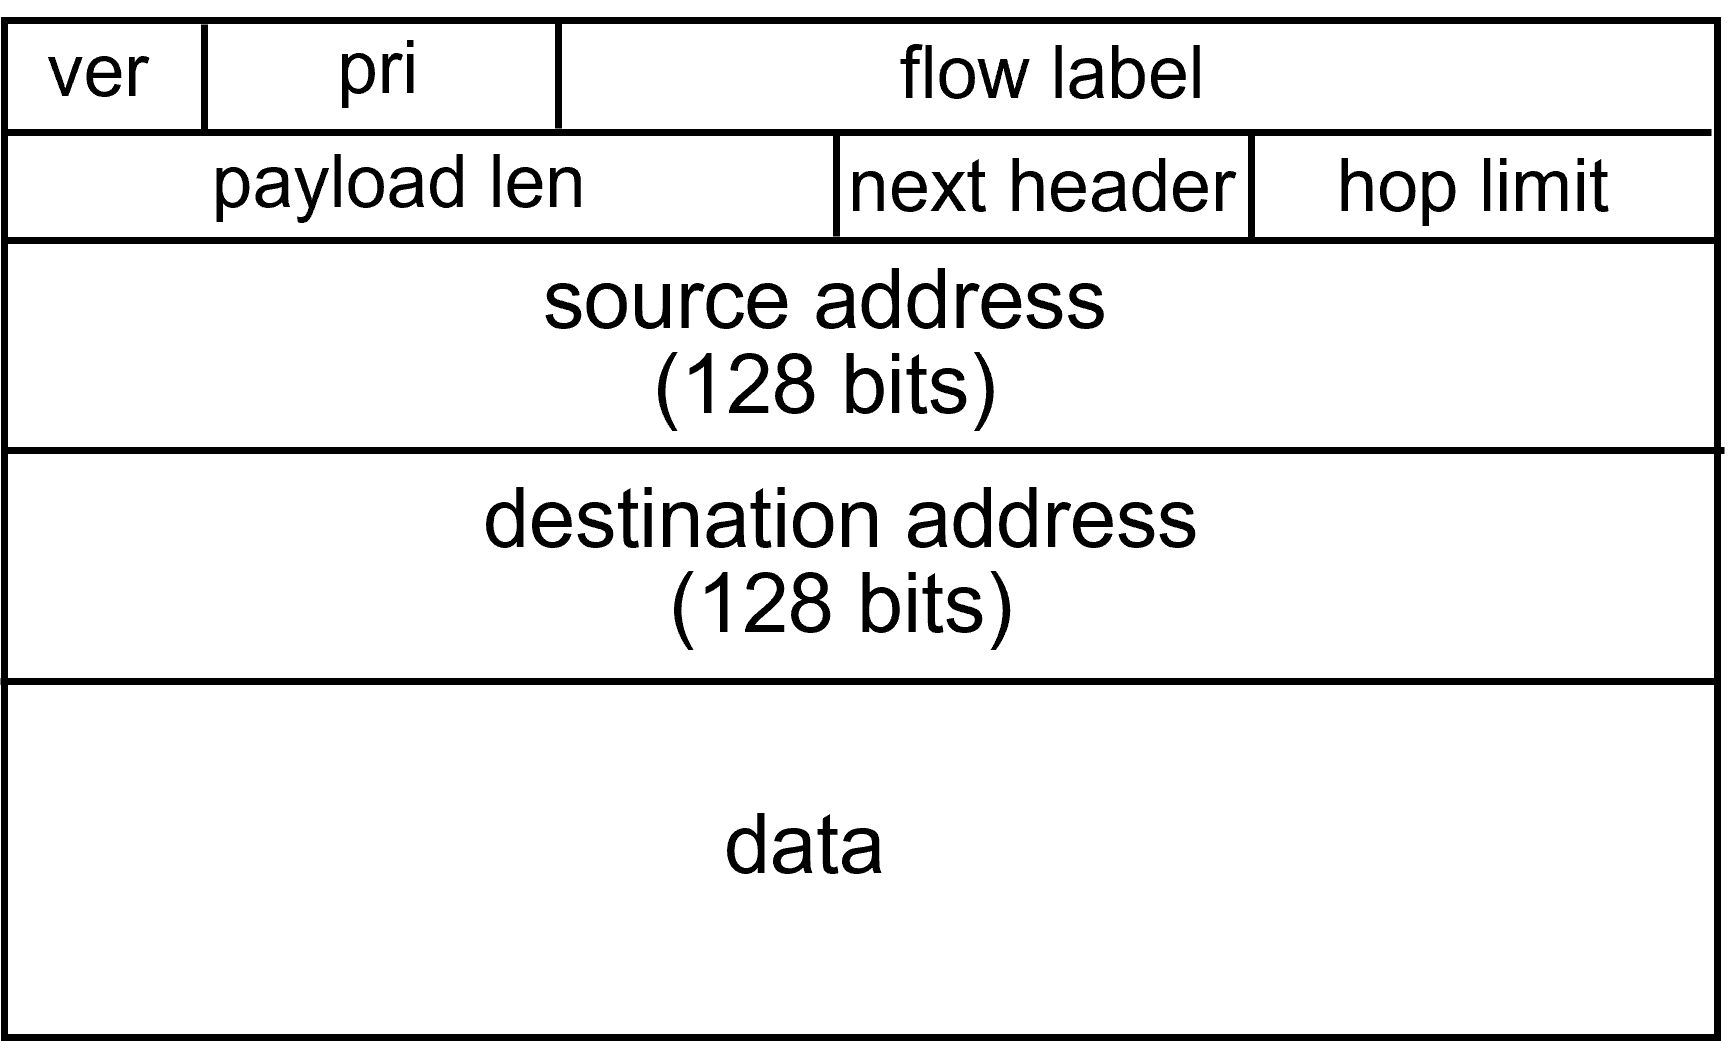 ver pri flow label
payload len next header hop limit
source address
(128 bits)
destination address
(128 bits)
data